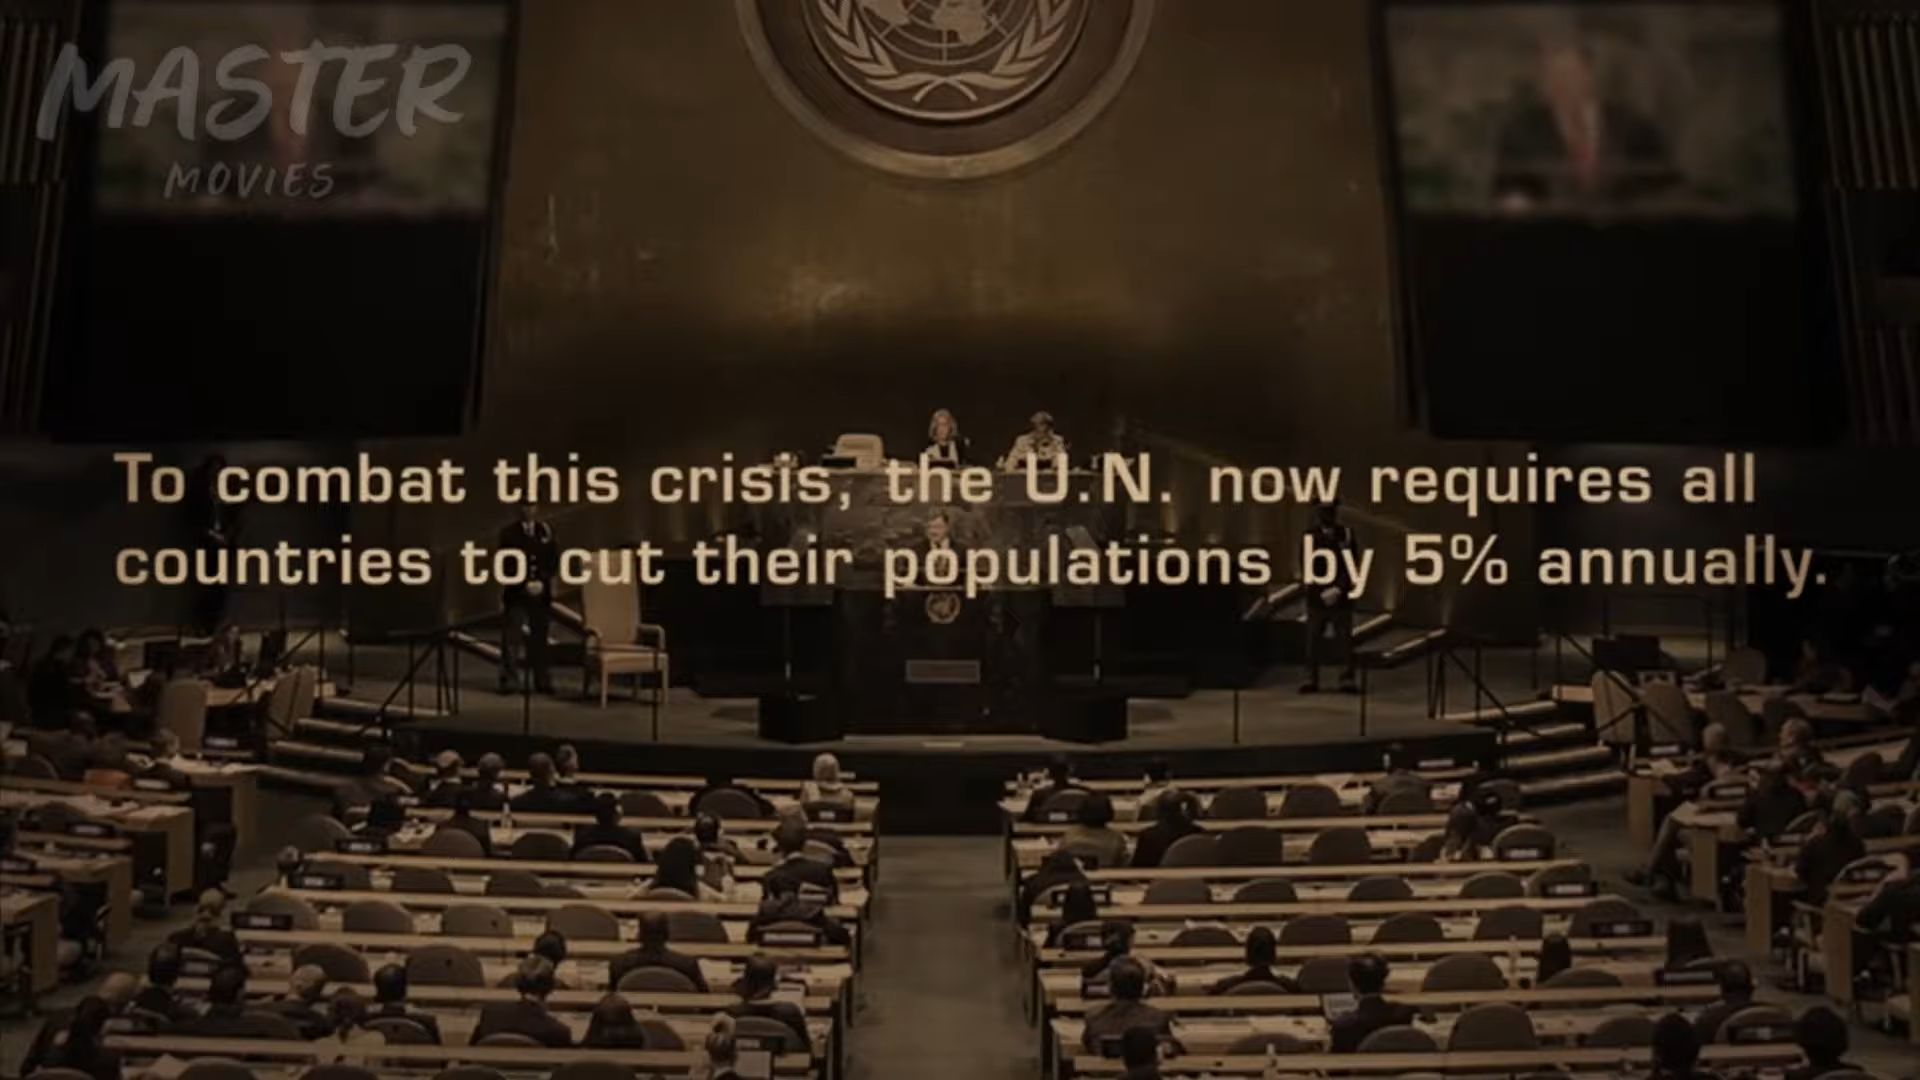 MASTER
MOVIES
To combat this crisis, the U.N. now requires all
countries to cut their populations by 5% annually.